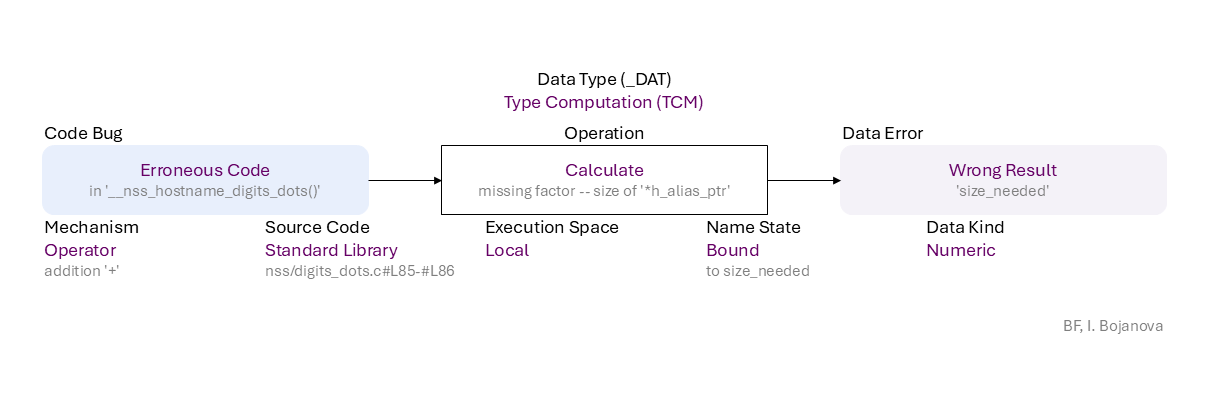 Data Type (_DAT)
Type Computation (TCM)
Code Bug
Operation
Data Error
Erroneous Code
in '__nss_hostname_digits_dots()'
Calculate
missing factor -- size of '*h_alias_ptr'
Wrong Result
'size_needed'
Mechanism
Operator
addition '+'
Source Code
Standard Library
nss/digits_dots.c#L85-#L86
Execution Space
Local
Name State
Bound
to size_needed
Data Kind
Numeric
BF, I. Bojanova